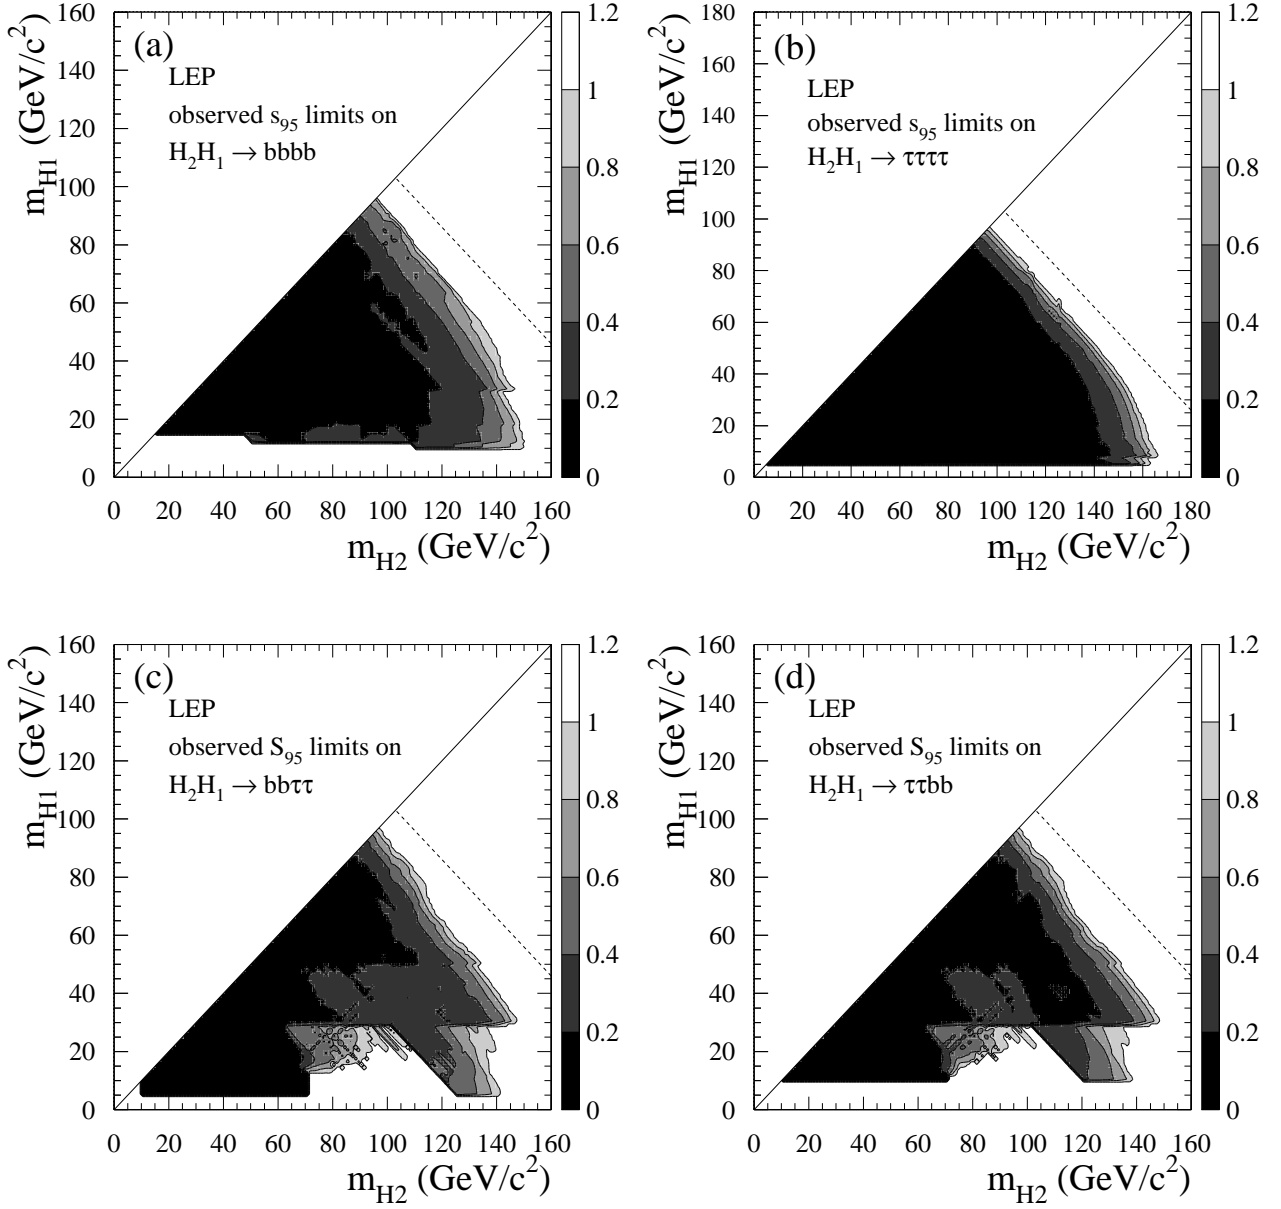 (a)
LEP
observed s₉₅ limits on
H₂H₁ → bbbb
m_H1 (GeV/c²)
160
140
120
100
80
60
40
20
0
0 20 40 60 80 100 120 140 160
m_H2 (GeV/c²)
1.2
1
0.8
0.6
0.4
0.2
0
(b)
LEP
observed s₉₅ limits on
H₂H₁ → ττττ
m_H1 (GeV/c²)
180
160
140
120
100
80
60
40
20
0
0 20 40 60 80 100 120 140 160 180
m_H2 (GeV/c²)
1.2
1
0.8
0.6
0.4
0.2
0
(c)
LEP
observed S₉₅ limits on
H₂H₁ → bbττ
m_H1 (GeV/c²)
160
140
120
100
80
60
40
20
0
0 20 40 60 80 100 120 140 160
m_H2 (GeV/c²)
1.2
1
0.8
0.6
0.4
0.2
0
(d)
LEP
observed S₉₅ limits on
H₂H₁ → ττbb
m_H1 (GeV/c²)
160
140
120
100
80
60
40
20
0
0 20 40 60 80 100 120 140 160
m_H2 (GeV/c²)
1.2
1
0.8
0.6
0.4
0.2
0